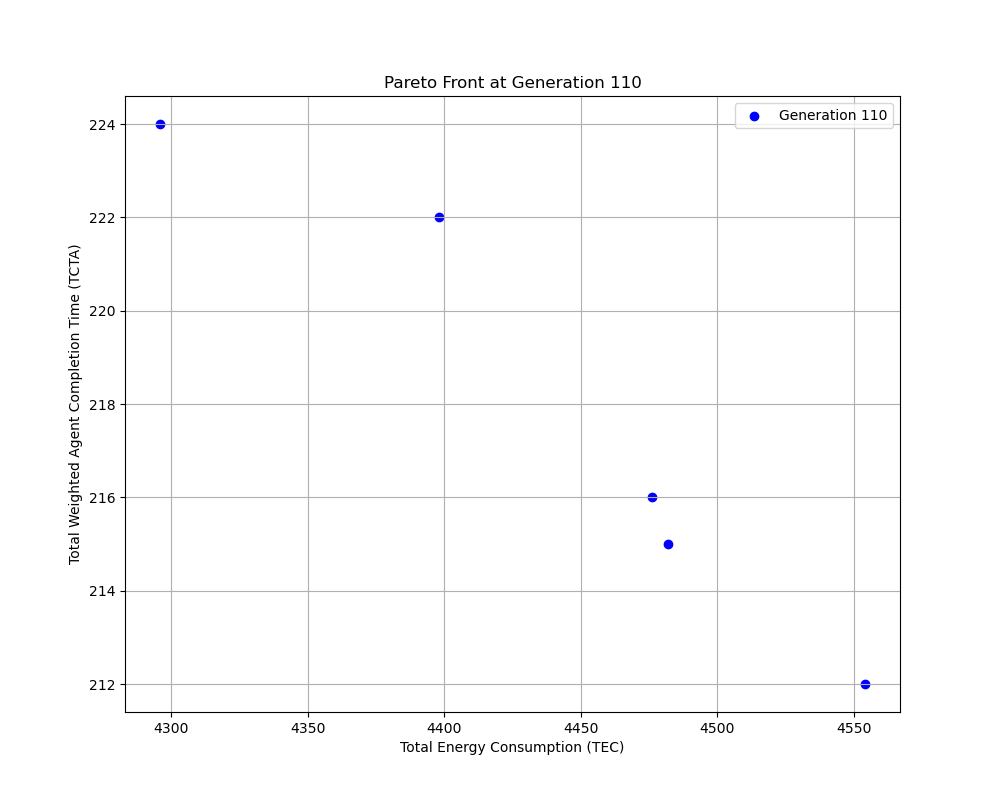 Pareto Front at Generation 110
Generation 110
Total Weighted Agent Completion Time (TCTA)
224
222
220
218
216
214
212
4300 4350 4400 4450 4500 4550
Total Energy Consumption (TEC)